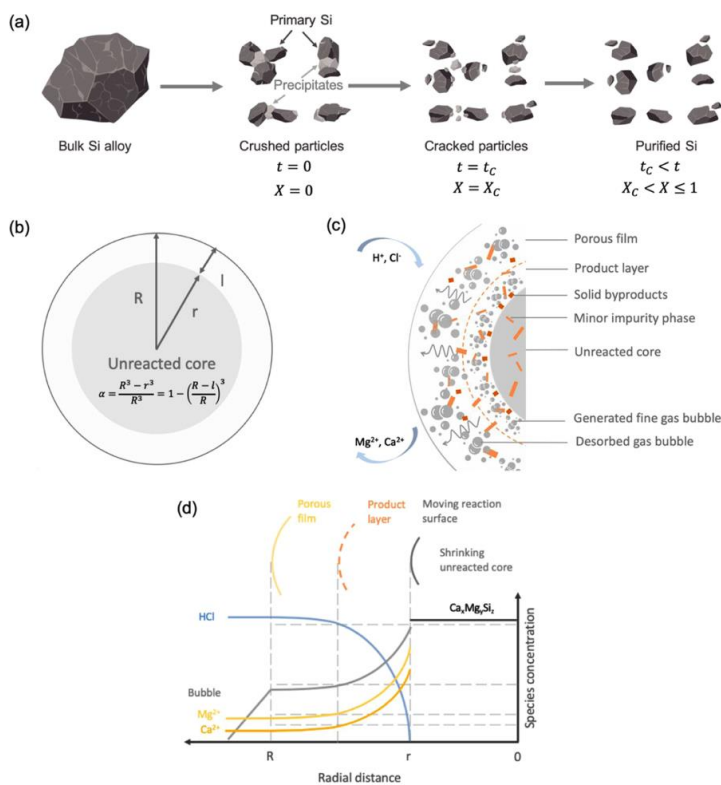 (a)
Primary Si
Precipitates
Bulk Si alloy
Crushed particles
Cracked particles
Purified Si
t = 0
t = t_C
t_C < t
X = 0
X = X_C
X_C < X ≤ 1
(b)
R
l
r
Unreacted core
α = (R³ − r³)/R³ = 1 − ((R − l)/R)³
(c)
H⁺, Cl⁻
Mg²⁺, Ca²⁺
Porous film
Product layer
Solid byproducts
Minor impurity phase
Unreacted core
Generated fine gas bubble
Desorbed gas bubble
(d)
Porous
film
Product
layer
Moving reaction
surface
Shrinking
unreacted core
HCl
CaₓMgᵧSi_z
Bubble
Mg²⁺
Ca²⁺
Species concentration
R
r
0
Radial distance